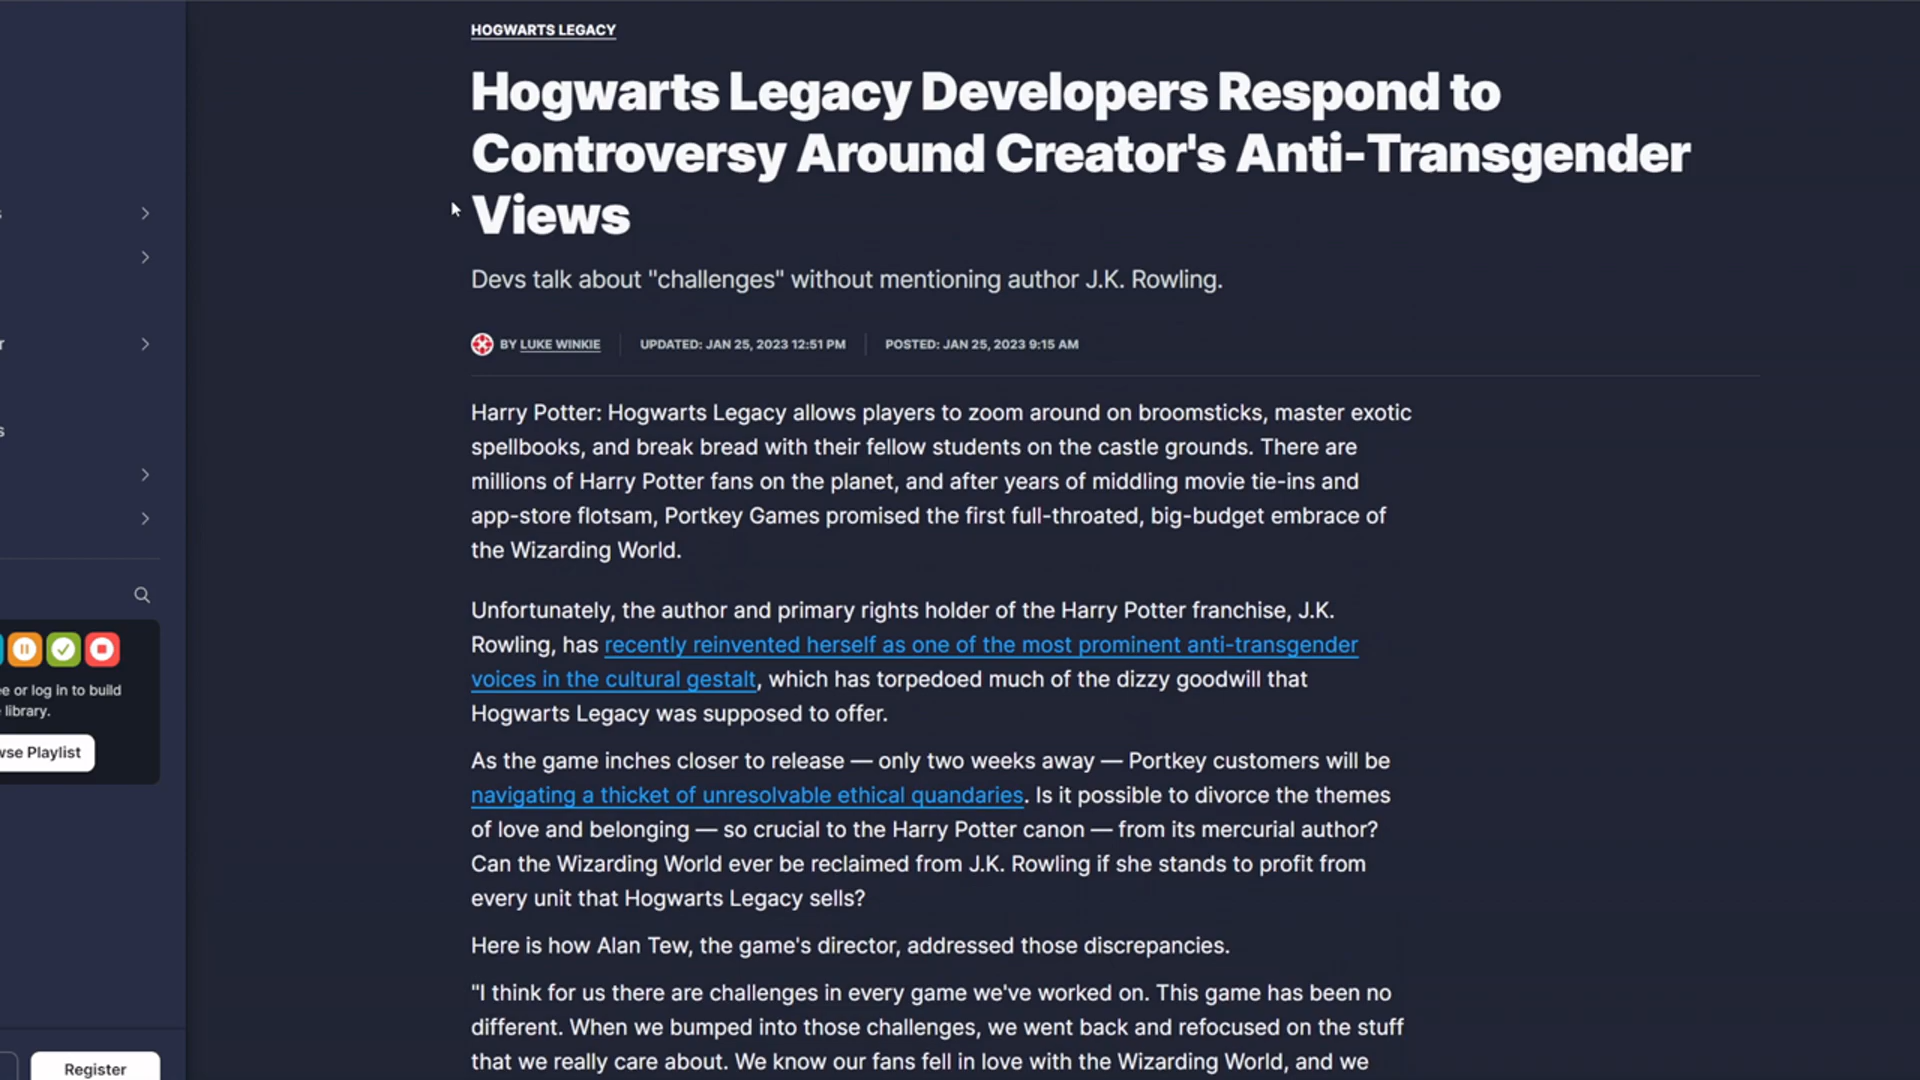 HOGWARTS LEGACY
Hogwarts Legacy Developers Respond to
Controversy Around Creator's Anti-Transgender
Views
Devs talk about "challenges" without mentioning author J.K. Rowling.
BY LUKE WINKIE UPDATED: JAN 25, 2023 12:51 PM POSTED: JAN 25, 2023 9:15 AM
Harry Potter: Hogwarts Legacy allows players to zoom around on broomsticks, master exotic
spellbooks, and break bread with their fellow students on the castle grounds. There are
millions of Harry Potter fans on the planet, and after years of middling movie tie-ins and
app-store flotsam, Portkey Games promised the first full-throated, big-budget embrace of
the Wizarding World.
Unfortunately, the author and primary rights holder of the Harry Potter franchise, J.K.
Rowling, has recently reinvented herself as one of the most prominent anti-transgender
voices in the cultural gestalt, which has torpedoed much of the dizzy goodwill that
Hogwarts Legacy was supposed to offer.
As the game inches closer to release — only two weeks away — Portkey customers will be
navigating a thicket of unresolvable ethical quandaries. Is it possible to divorce the themes
of love and belonging — so crucial to the Harry Potter canon — from its mercurial author?
Can the Wizarding World ever be reclaimed from J.K. Rowling if she stands to profit from
every unit that Hogwarts Legacy sells?
Here is how Alan Tew, the game's director, addressed those discrepancies.
"I think for us there are challenges in every game we've worked on. This game has been no
different. When we bumped into those challenges, we went back and refocused on the stuff
that we really care about. We know our fans fell in love with the Wizarding World, and we
s
r
s
e or log in to build
library.
wse Playlist
Register